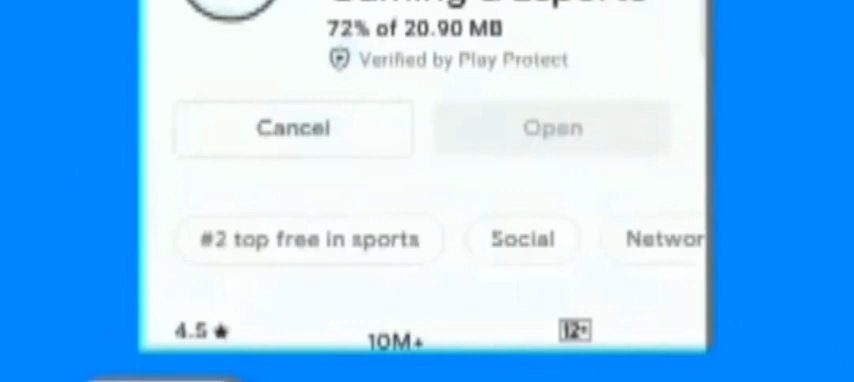 72% of 20.90 MB
Verified by Play Protect
Cancel
Open
#2 top free in sports
Social
Networ
4.5 ★
10M+
12+